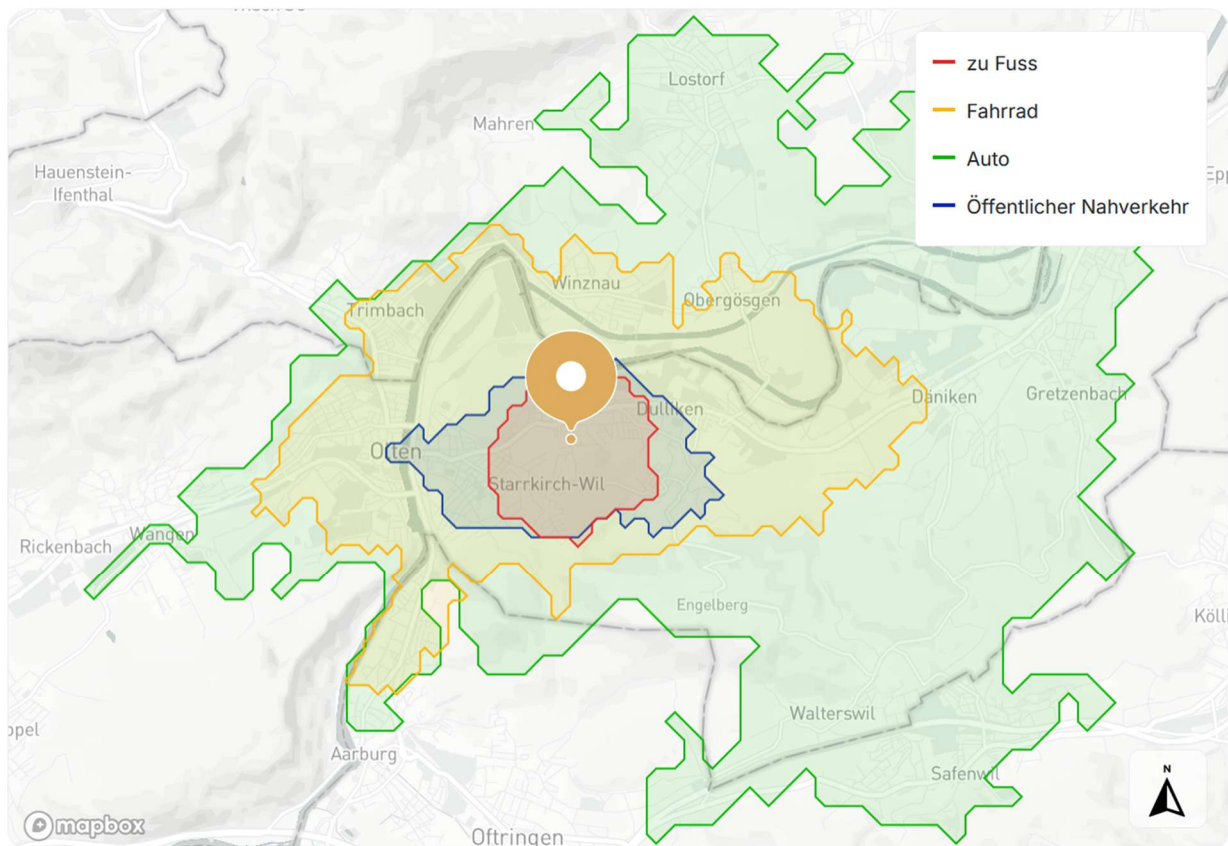 zu Fuss
Fahrrad
Auto
Öffentlicher Nahverkehr
Lostorf
Mahren
Hauenstein-
Ifenthal
Winznau
Obergösgen
Trimbach
Dulliken
Däniken
Gretzenbach
Olten
Starrkirch-Wil
Wangen
Rickenbach
Engelberg
Walterswil
Aarburg
Safenwil
Oftringen
N
mapbox